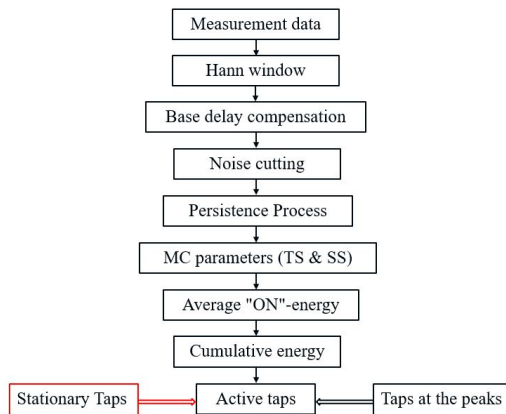 Measurement data
Hann window
Base delay compensation
Noise cutting
Persistence Process
MC parameters (TS & SS)
Average "ON"-energy
Cumulative energy
Stationary Taps
Active taps
Taps at the peaks